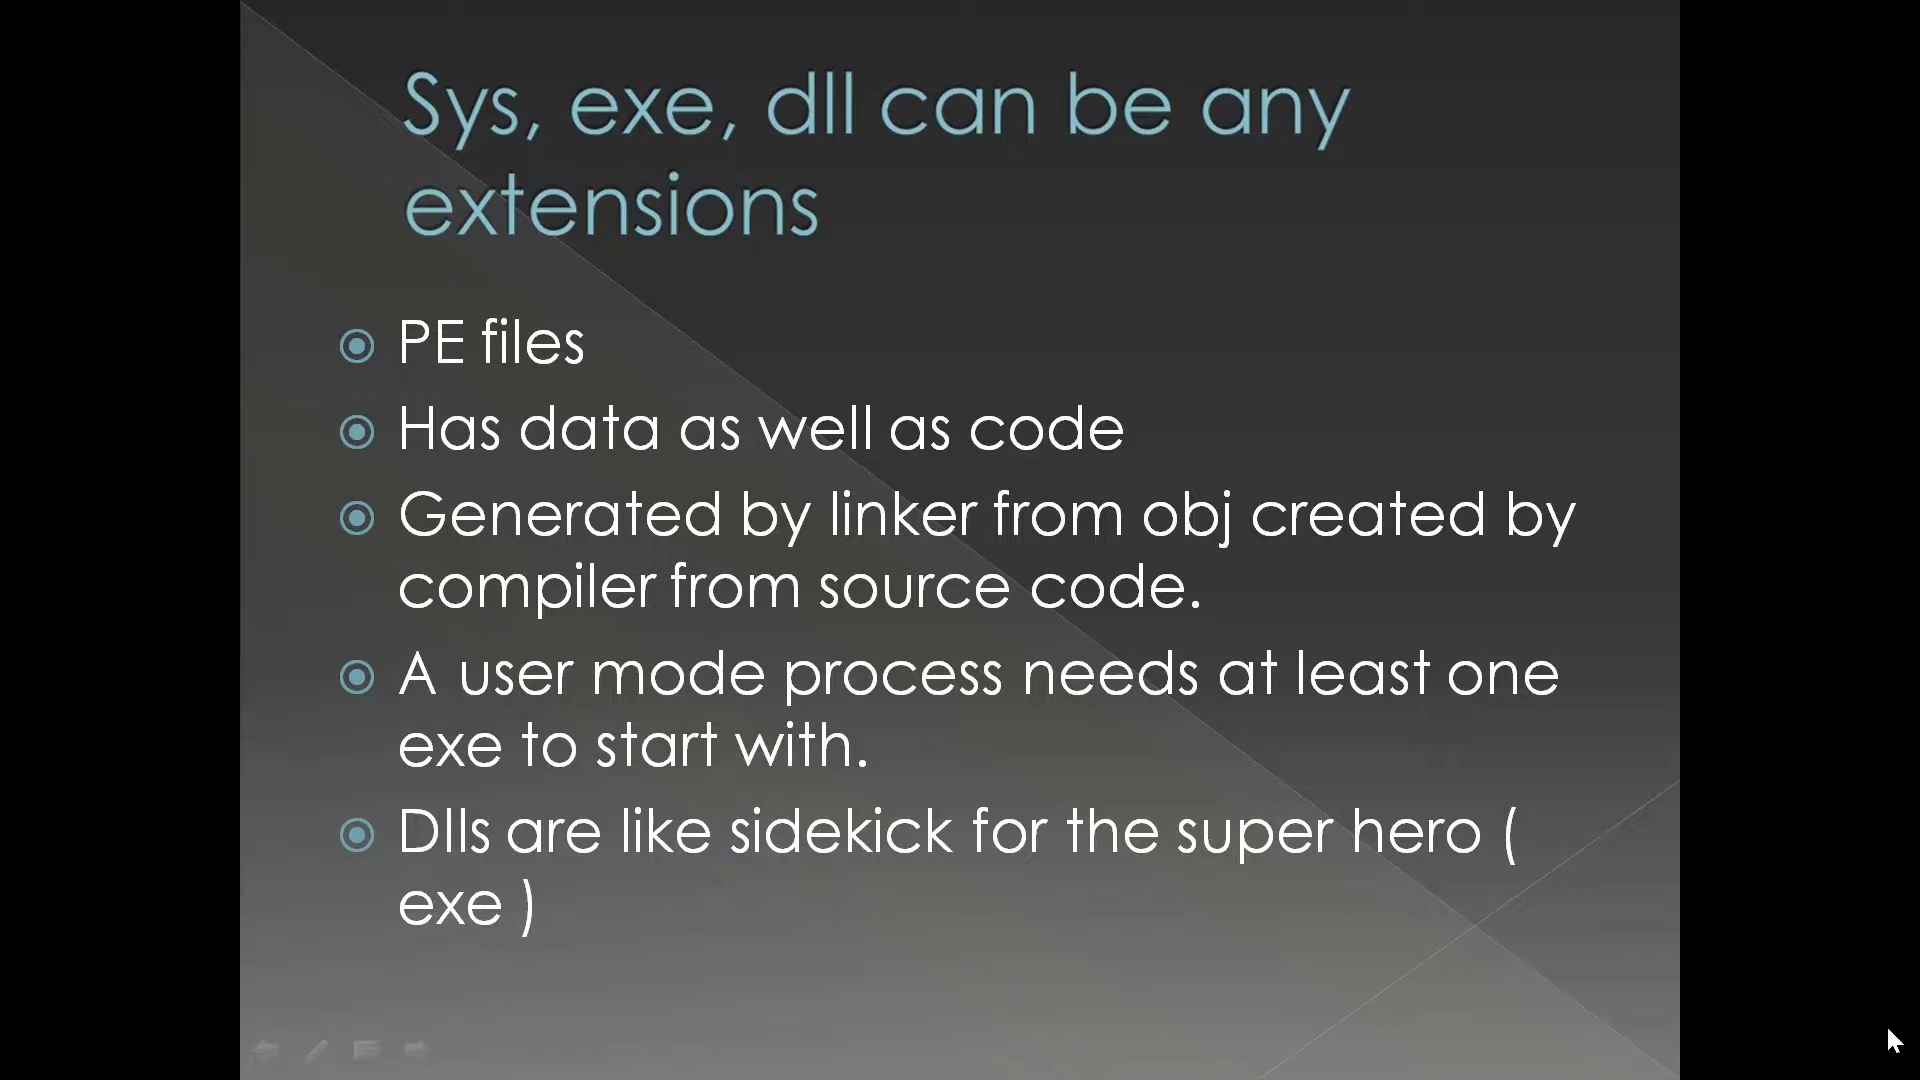 Sys, exe, dll can be any
extensions
PE files
Has data as well as code
Generated by linker from obj created by
compiler from source code.
A user mode process needs at least one
exe to start with.
Dlls are like sidekick for the super hero (
exe )